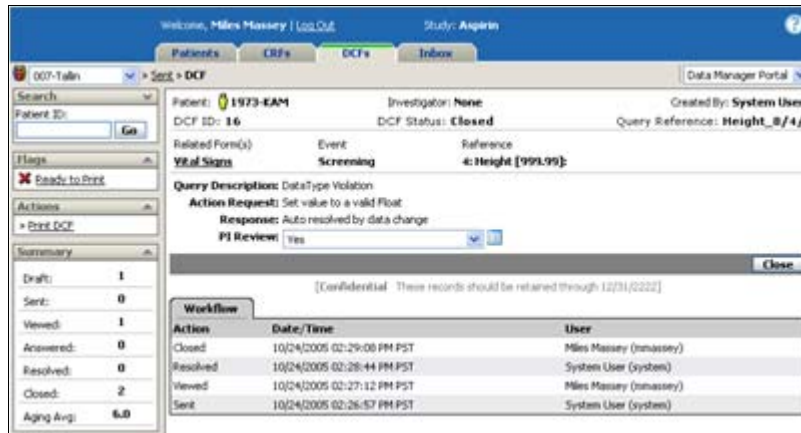 Welcome, Miles Massey | Log Out Study: Aspirin
Patients CRFs DCFs Inbox
007-Tallin > Sent > DCF Data Manager Portal
Search
Patient ID:
Go
Flags
Ready to Print
Actions
» Print DCF
Summary
Draft: 1
Sent: 0
Viewed: 1
Answered: 0
Resolved: 0
Closed: 2
Aging Avg: 6.0
Patient: 1973-KAM Investigator: None Created By: System User
DCF ID: 16 DCF Status: Closed Query Reference: Height_8/4/
Related Form(s) Event Reference
Vital Signs Screening 4: Height [999.99]:
Query Description: DataType Violation
Action Request: Set value to a valid Float
Response: Auto resolved by data change
PI Review: Yes
Close
[Confidential These records should be retained through 12/31/2222]
Workflow
Action Date/Time User
Closed 10/24/2005 02:29:08 PM PST Miles Massey (mmassey)
Resolved 10/24/2005 02:28:44 PM PST System User (system)
Viewed 10/24/2005 02:27:12 PM PST Miles Massey (mmassey)
Sent 10/24/2005 02:26:57 PM PST System User (system)